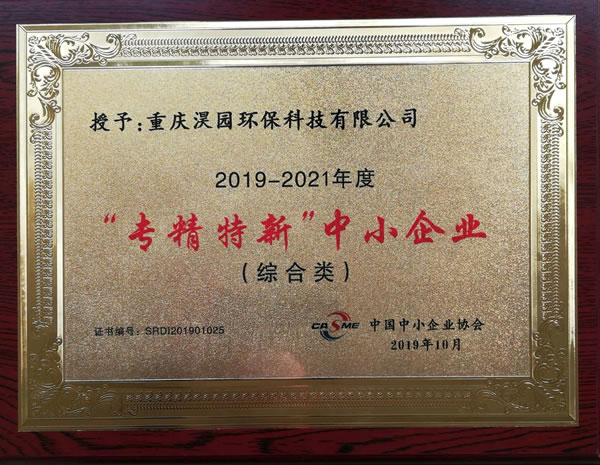 授予：重庆淏园环保科技有限公司
2019-2021年度
“专精特新”中小企业
（综合类）
证书编号：SRDI201901025
CASME 中国中小企业协会
2019年10月